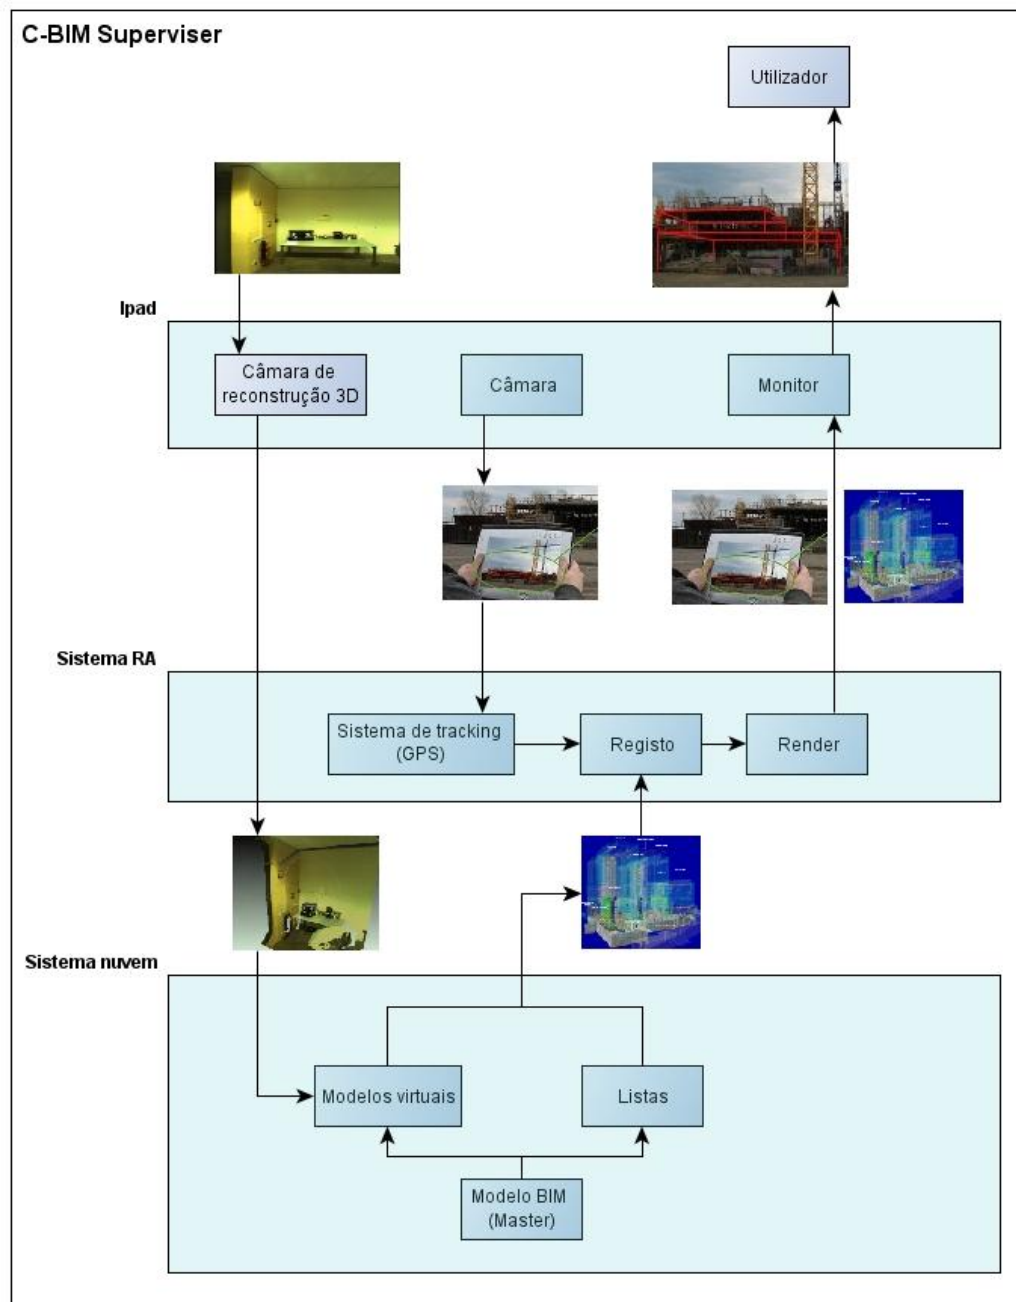 C-BIM Superviser
Utilizador
Ipad
Câmara de
reconstrução 3D
Câmara
Monitor
Sistema RA
Sistema de tracking
(GPS)
Registo
Render
Sistema nuvem
Modelos virtuais
Listas
Modelo BIM
(Master)